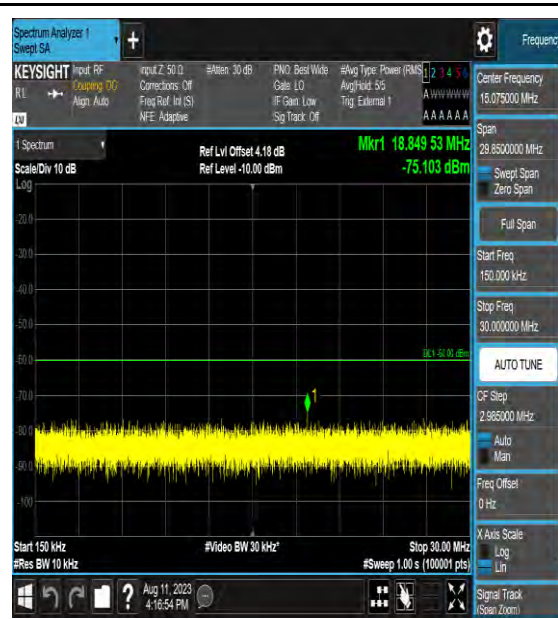 Spectrum Analyzer 1
Swept SA
Frequenc
KEYSIGHT Input: RF
RL Coupling: DC
Align: Auto
Input Z: 50 Ω
Corrections: Off
Freq Ref: Int (S)
NFE: Adaptive
#Atten: 30 dB
PNO: Best Wide
Gate: LO
IF Gain: Low
Sig Track: Off
#Avg Type: Power (RMS
Avg|Hold: 5/5
Trig: External 1
1 2 3 4 5 6
A W W W W W
A A A A A A
LW
1 Spectrum
Scale/Div 10 dB
Log
Ref Lvl Offset 4.18 dB
Ref Level -10.00 dBm
Mkr1 18.849 53 MHz
-75.103 dBm
-20.0
-30.0
-40.0
-50.0
-60.0
DL1 -60.00 dBm
-70.0
1
-80.0
-90.0
-100
Start 150 kHz
#Res BW 10 kHz
#Video BW 30 kHz*
Stop 30.00 MHz
#Sweep 1.00 s (100001 pts)
Center Frequency
15.075000 MHz
Span
29.8500000 MHz
Swept Span
Zero Span
Full Span
Start Freq
150.000 kHz
Stop Freq
30.000000 MHz
AUTO TUNE
CF Step
2.985000 MHz
Auto
Man
Freq Offset
0 Hz
X Axis Scale
Log
Lin
Signal Track
(Span Zoom)
?
Aug 11, 2023
4:16:54 PM